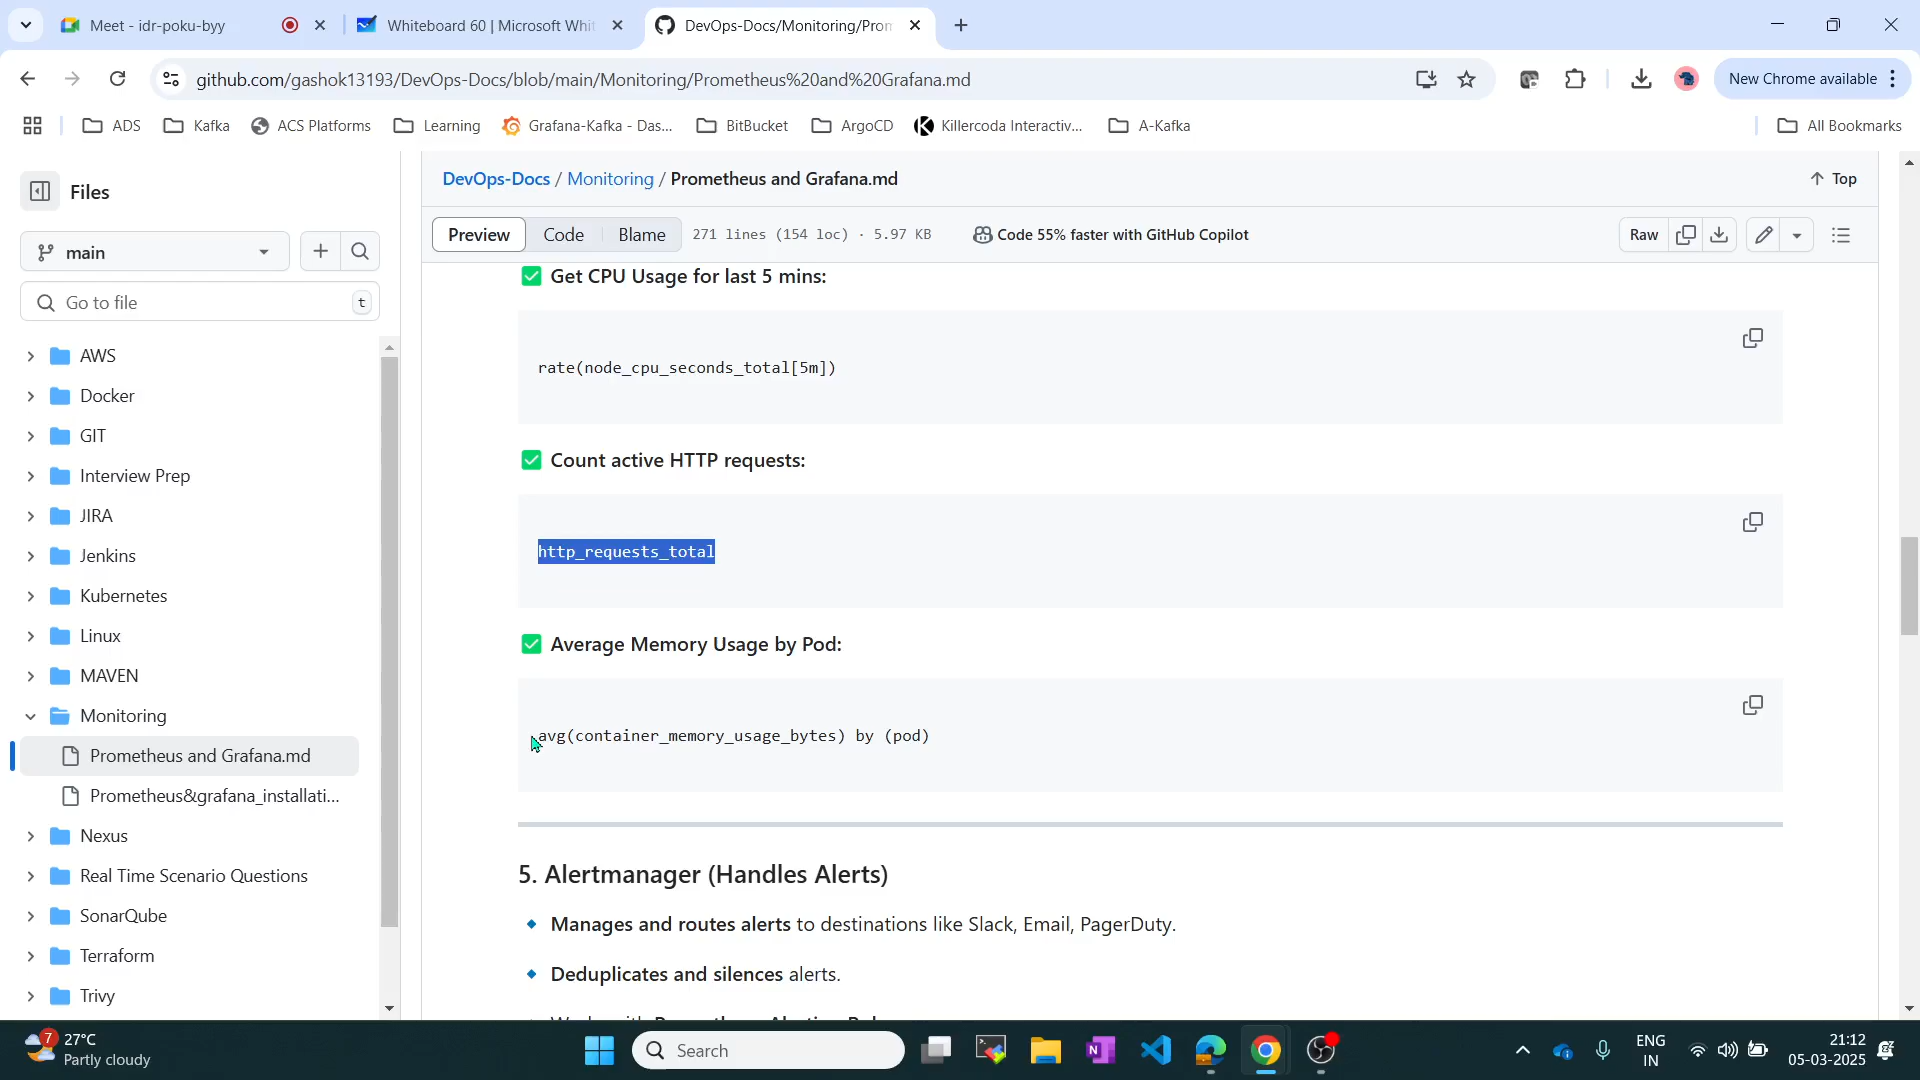 Meet - idr-poku-byy
Whiteboard 60 | Microsoft Whi
DevOps-Docs/Monitoring/Pron
github.com/gashok13193/DevOps-Docs/blob/main/Monitoring/Prometheus%20and%20Grafana.md
New Chrome available
ADS
Kafka
ACS Platforms
Learning
Grafana-Kafka - Das...
BitBucket
ArgoCD
Killercoda Interactiv...
A-Kafka
All Bookmarks
Files
main
Go to file
t
AWS
Docker
GIT
Interview Prep
JIRA
Jenkins
Kubernetes
Linux
MAVEN
Monitoring
Prometheus and Grafana.md
Prometheus&grafana_installati...
Nexus
Real Time Scenario Questions
SonarQube
Terraform
Trivy
DevOps-Docs / Monitoring / Prometheus and Grafana.md
Top
Preview
Code
Blame
271 lines (154 loc) · 5.97 KB
Code 55% faster with GitHub Copilot
Raw
Get CPU Usage for last 5 mins:
rate(node_cpu_seconds_total[5m])
Count active HTTP requests:
http_requests_total
Average Memory Usage by Pod:
avg(container_memory_usage_bytes) by (pod)
5. Alertmanager (Handles Alerts)
Manages and routes alerts to destinations like Slack, Email, PagerDuty.
Deduplicates and silences alerts.
7
27°C
Partly cloudy
Search
ENG
IN
21:12
05-03-2025